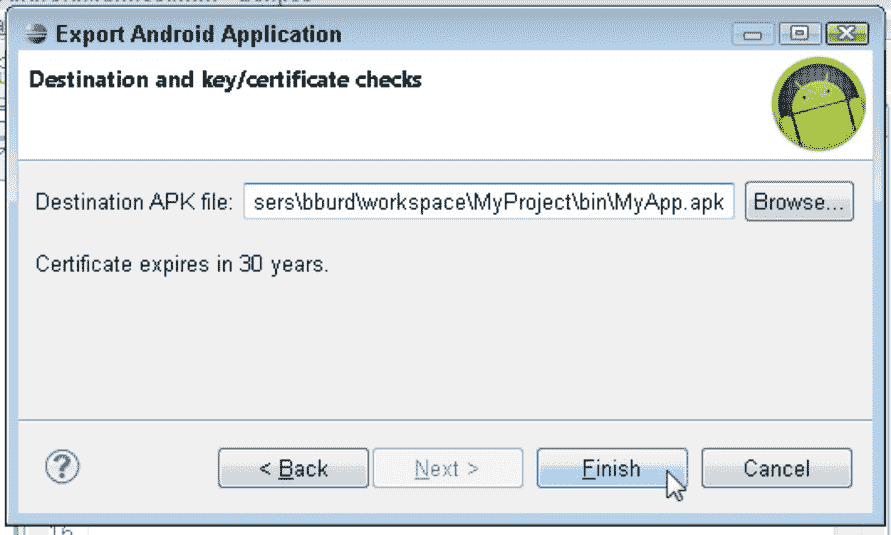 Export Android Application
Destination and key/certificate checks
Destination APK file: sers\bburd\workspace\MyProject\bin\MyApp.apk Browse...
Certificate expires in 30 years.
? < Back Next > Finish Cancel